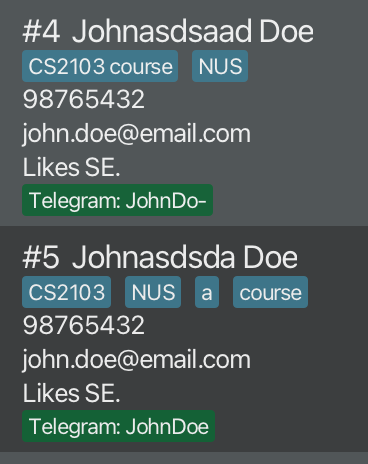 #4 Johnasdsaad Doe
CS2103 course NUS
98765432
john.doe@email.com
Likes SE.
Telegram: JohnDo-
#5 Johnasdsda Doe
CS2103 NUS a course
98765432
john.doe@email.com
Likes SE.
Telegram: JohnDoe